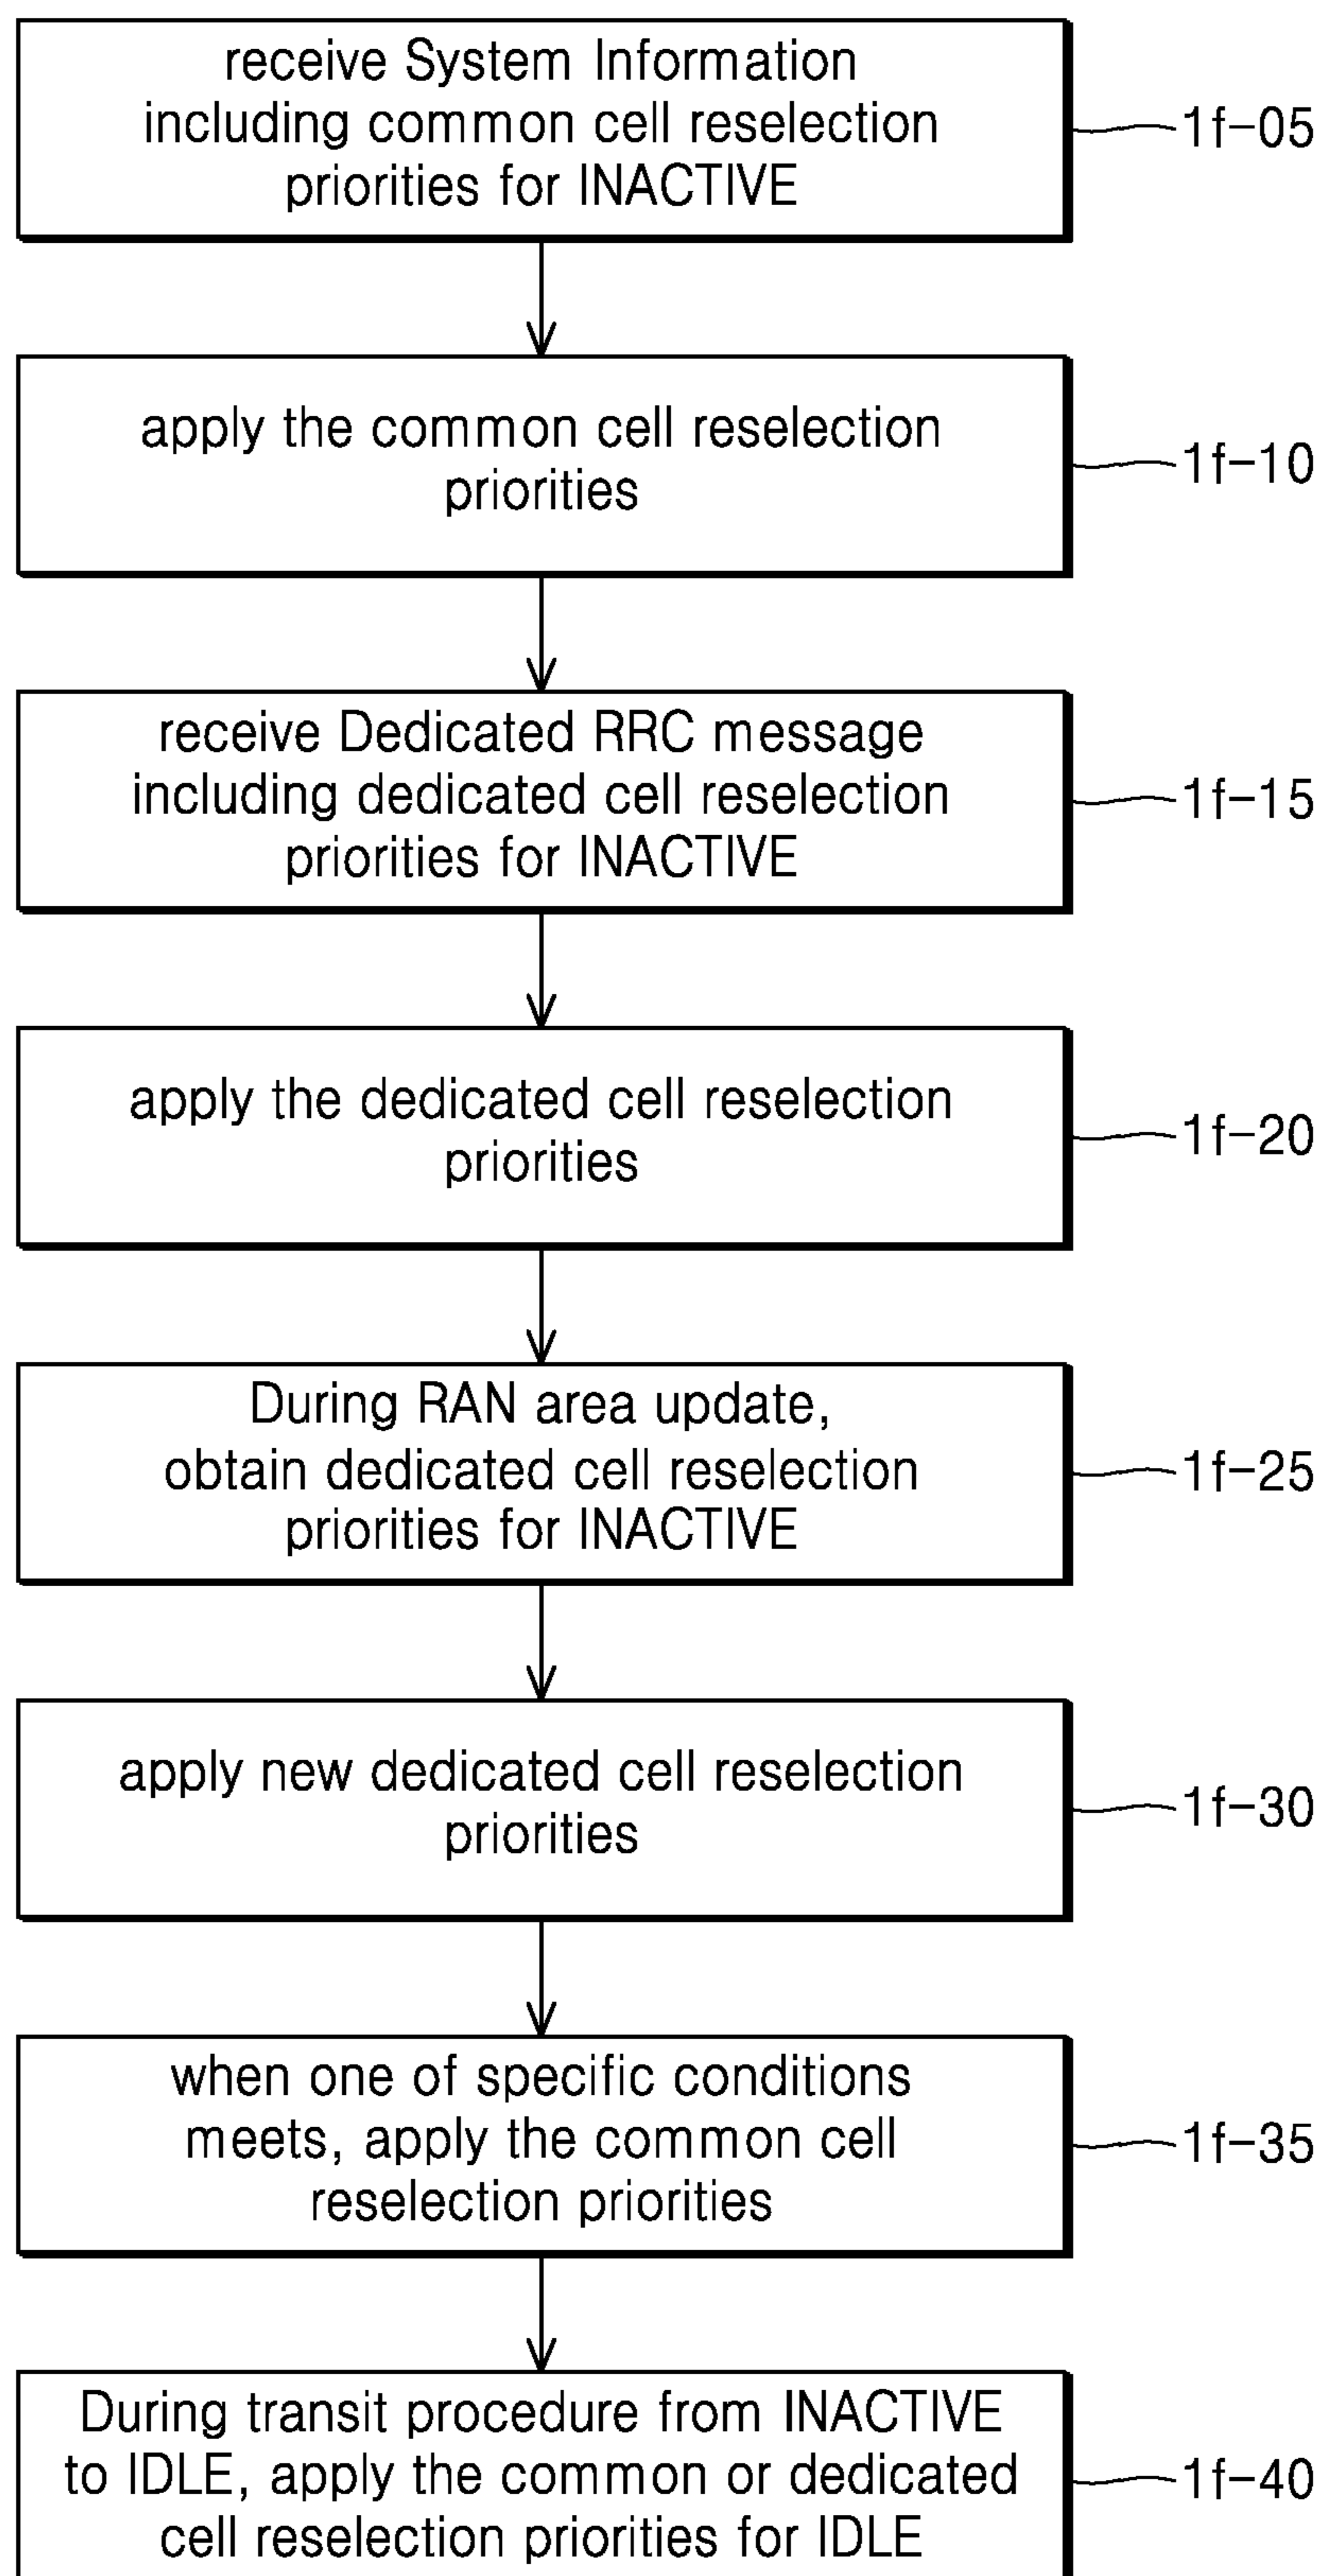 receive System Information
including common cell reselection
priorities for INACTIVE
1f-05
apply the common cell reselection
priorities
1f-10
receive Dedicated RRC message
including dedicated cell reselection
priorities for INACTIVE
1f-15
apply the dedicated cell reselection
priorities
1f-20
During RAN area update,
obtain dedicated cell reselection
priorities for INACTIVE
1f-25
apply new dedicated cell reselection
priorities
1f-30
when one of specific conditions
meets, apply the common cell
reselection priorities
1f-35
During transit procedure from INACTIVE
to IDLE, apply the common or dedicated
cell reselection priorities for IDLE
1f-40